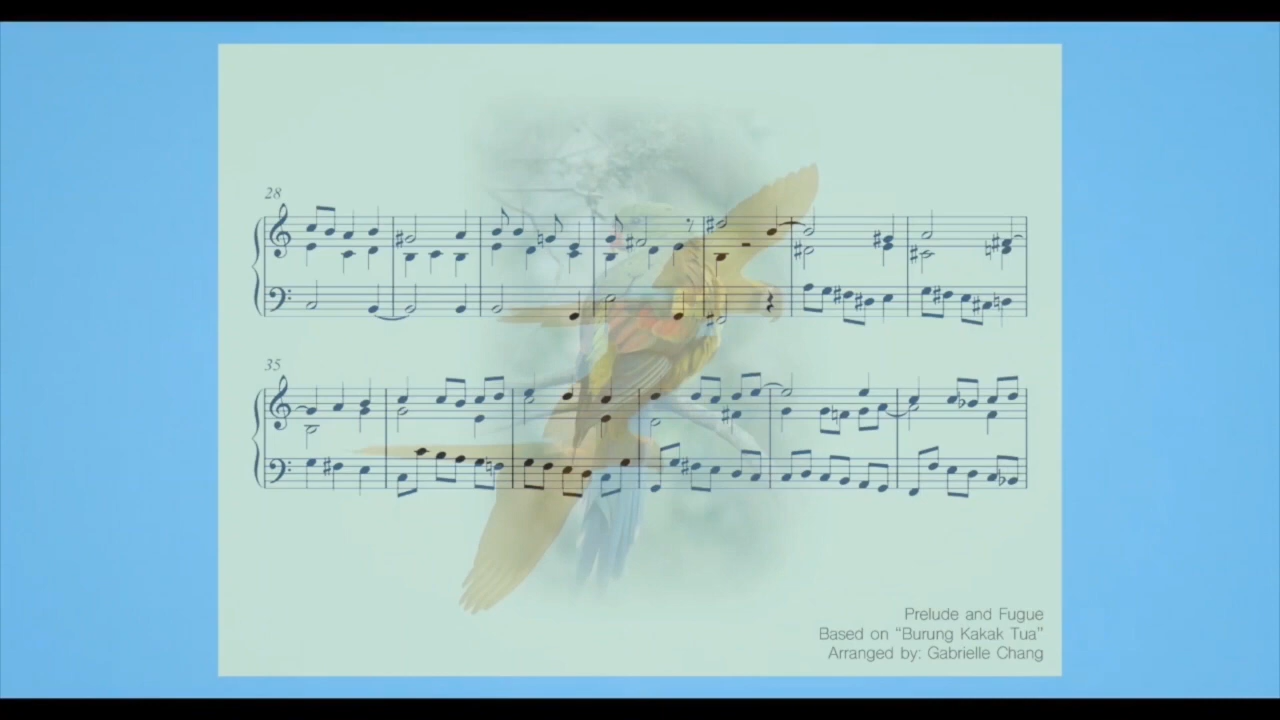 28
35
Prelude and Fugue
Based on “Burung Kakak Tua”
Arranged by: Gabrielle Chang